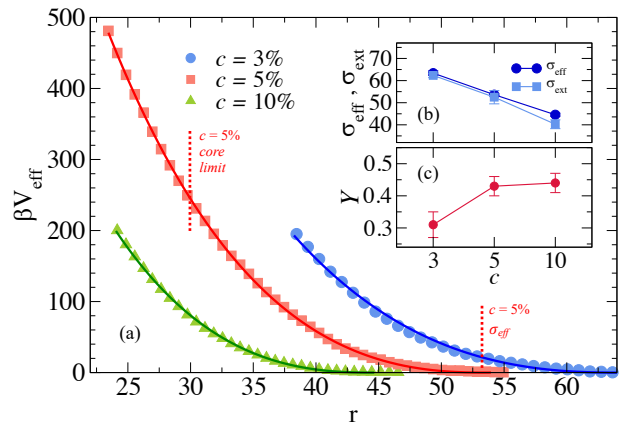 500
400
300
200
100
0
βV_eff
22.5 25 30 35 40 45 50 55 60
r
c = 3%
c = 5%
c = 10%
c = 5%
core
limit
(a)
c = 5%
σ_eff
70
60
50
40
σ_eff , σ_ext
σ_eff
σ_ext
(b)
0.5
0.4
0.3
Y
(c)
3 5 10
c